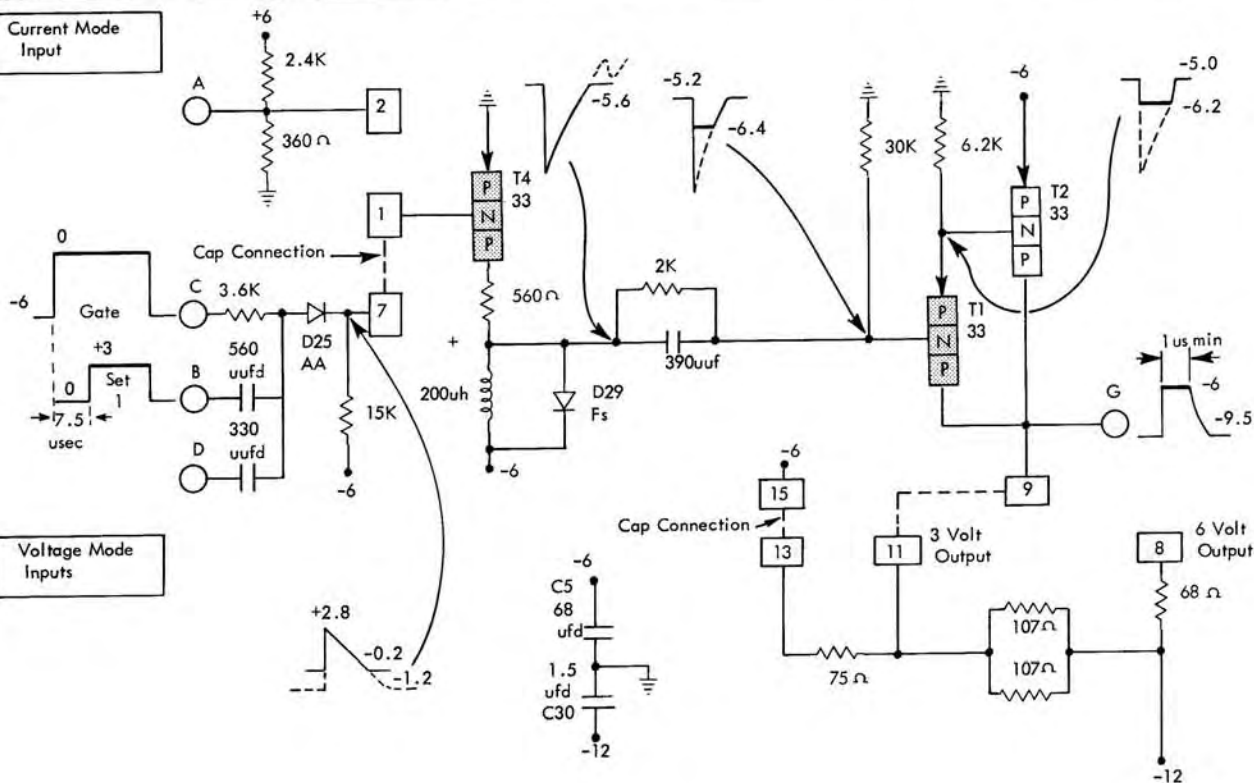 Current Mode
Input
+6
2.4K
A
2
360 Ω
0
-6
Gate
C
3.6K
+3
0
Set
1
7.5
usec
B
560
uufd
D
330
uufd
D25
AA
15K
-6
1
Cap Connection
7
T4
33
P
N
P
560Ω
+
200uh
D29
Fs
-6
-5.6
2K
390uuf
-5.2
-6.4
30K
6.2K
-6
T2
33
P
N
P
-5.0
-6.2
T1
33
P
N
P
G
1 us min
-6
-9.5
Voltage Mode
Inputs
+2.8
-0.2
-1.2
-6
C5
68
ufd
1.5
ufd
C30
-12
-6
15
Cap Connection
13
75Ω
9
11
3 Volt
Output
107Ω
107Ω
8
6 Volt
Output
68 Ω
-12